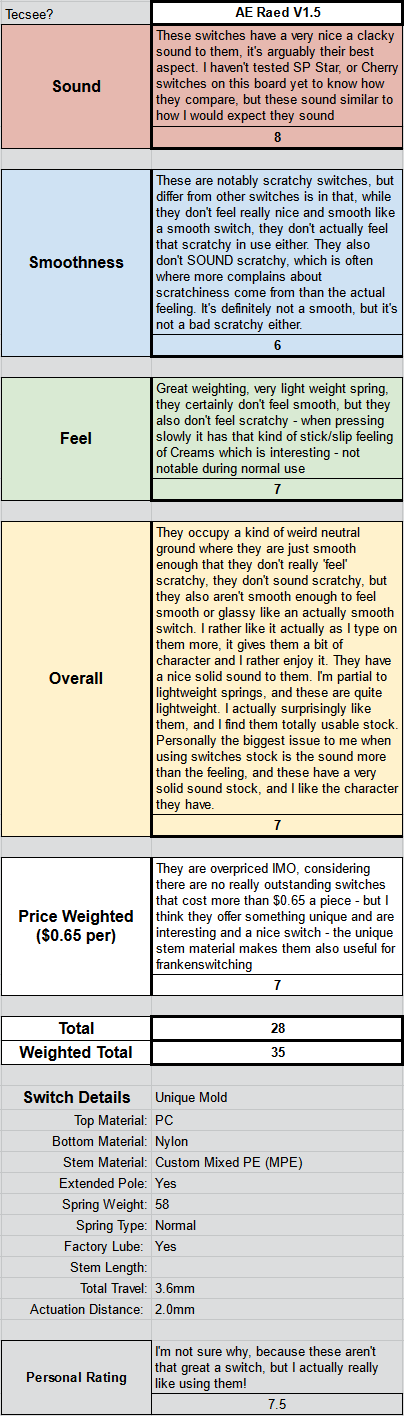 Tecsee?
AE Raed V1.5
Sound
These switches have a very nice a clacky
sound to them, it's arguably their best
aspect. I haven't tested SP Star, or Cherry
switches on this board yet to know how
they compare, but these sound similar to
how I would expect they sound
8
Smoothness
These are notably scratchy switches, but
differ from other switches is in that, while
they don't feel really nice and smooth like
a smooth switch, they don't actually feel
that scratchy in use either. They also
don't SOUND scratchy, which is often
where more complains about
scratchiness come from than the actual
feeling. It's definitely not a smooth, but it's
not a bad scratchy either.
6
Feel
Great weighting, very light weight spring,
they certainly don't feel smooth, but they
also don't feel scratchy - when pressing
slowly it has that kind of stick/slip feeling
of Creams which is interesting - not
notable during normal use
7
Overall
They occupy a kind of weird neutral
ground where they are just smooth
enough that they don't really 'feel'
scratchy, they don't sound scratchy, but
they also aren't smooth enough to feel
smooth or glassy like an actually smooth
switch. I rather like it actually as I type on
them more, it gives them a bit of
character and I rather enjoy it. They have
a nice solid sound to them. I'm partial to
lightweight springs, and these are quite
lightweight. I actually surprisingly like
them, and I find them totally usable stock.
Personally the biggest issue to me when
using switches stock is the sound more
than the feeling, and these have a very
solid sound stock, and I like the character
they have.
7
Price Weighted
($0.65 per)
They are overpriced IMO, considering
there are no really outstanding switches
that cost more than $0.65 a piece - but I
think they offer something unique and are
interesting and a nice switch - the unique
stem material makes them also useful for
frankenswitching
7
Total 28
Weighted Total 35
Switch Details Unique Mold
Top Material: PC
Bottom Material: Nylon
Stem Material: Custom Mixed PE (MPE)
Extended Pole: Yes
Spring Weight: 58
Spring Type: Normal
Factory Lube: Yes
Stem Length:
Total Travel: 3.6mm
Actuation Distance: 2.0mm
Personal Rating
I'm not sure why, because these aren't
that great a switch, but I actually really
like using them!
7.5